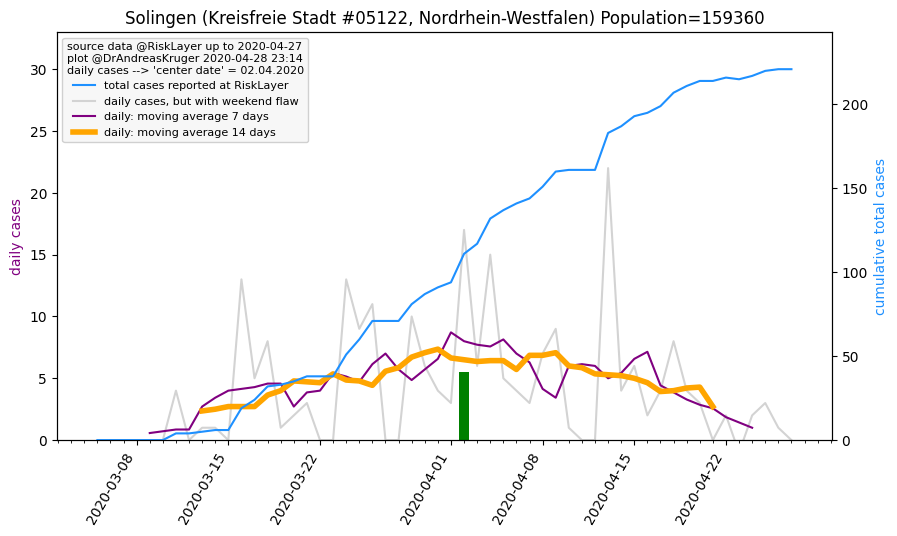 Solingen (Kreisfreie Stadt #05122, Nordrhein-Westfalen) Population=159360
source data @RiskLayer up to 2020-04-27
plot @DrAndreasKruger 2020-04-28 23:14
daily cases --> 'center date' = 02.04.2020
total cases reported at RiskLayer
daily cases, but with weekend flaw
daily: moving average 7 days
daily: moving average 14 days
daily cases
30
25
20
15
10
5
0
cumulative total cases
200
150
100
50
0
2020-03-08
2020-03-15
2020-03-22
2020-04-01
2020-04-08
2020-04-15
2020-04-22